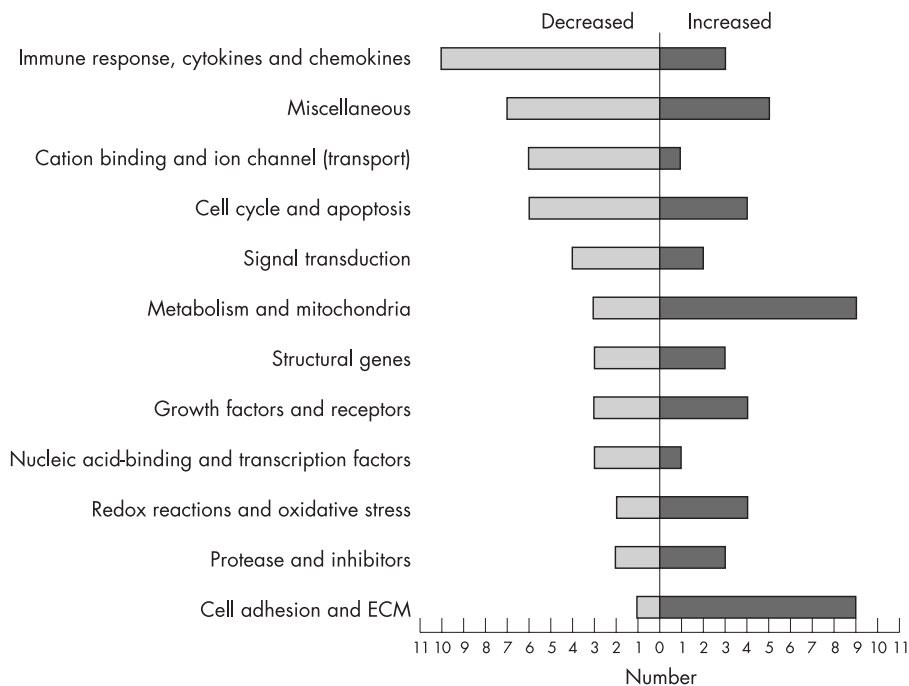 Decreased Increased
Immune response, cytokines and chemokines
Miscellaneous
Cation binding and ion channel (transport)
Cell cycle and apoptosis
Signal transduction
Metabolism and mitochondria
Structural genes
Growth factors and receptors
Nucleic acid-binding and transcription factors
Redox reactions and oxidative stress
Protease and inhibitors
Cell adhesion and ECM
11 10 9 8 7 6 5 4 3 2 1 0 1 2 3 4 5 6 7 8 9 10 11
Number